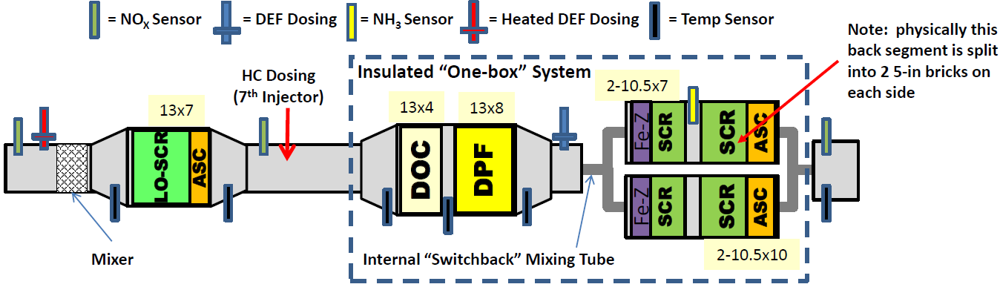 = NOX Sensor
= DEF Dosing
= NH3 Sensor
= Heated DEF Dosing
= Temp Sensor
Note: physically this
back segment is split
into 2 5-in bricks on
each side
HC Dosing
(7th Injector)
Insulated “One-box” System
2-10.5x7
13x7
13x4
13x8
LO-SCR
ASC
DOC
DPF
Fe-Z
SCR
SCR
ASC
Fe-Z
SCR
SCR
ASC
Mixer
Internal “Switchback” Mixing Tube
2-10.5x10